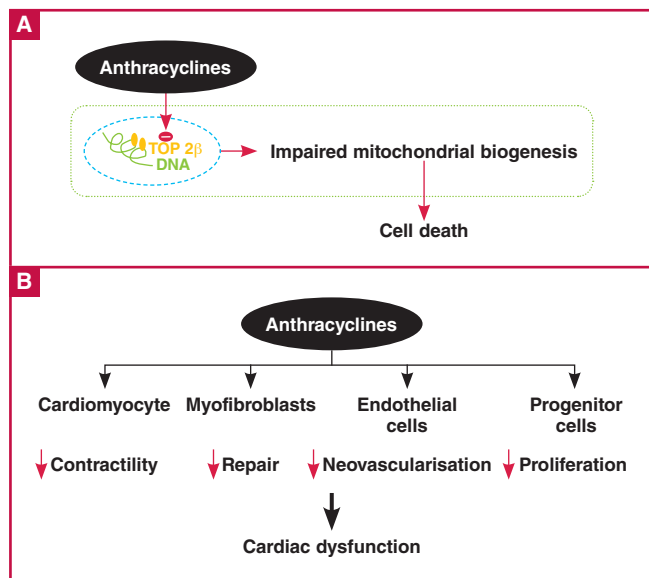 A
Anthracyclines
TOP 2β
DNA
Impaired mitochondrial biogenesis
Cell death
B
Anthracyclines
Cardiomyocyte
Myofibroblasts
Endothelial
cells
Progenitor
cells
Contractility
Repair
Neovascularisation
Proliferation
Cardiac dysfunction